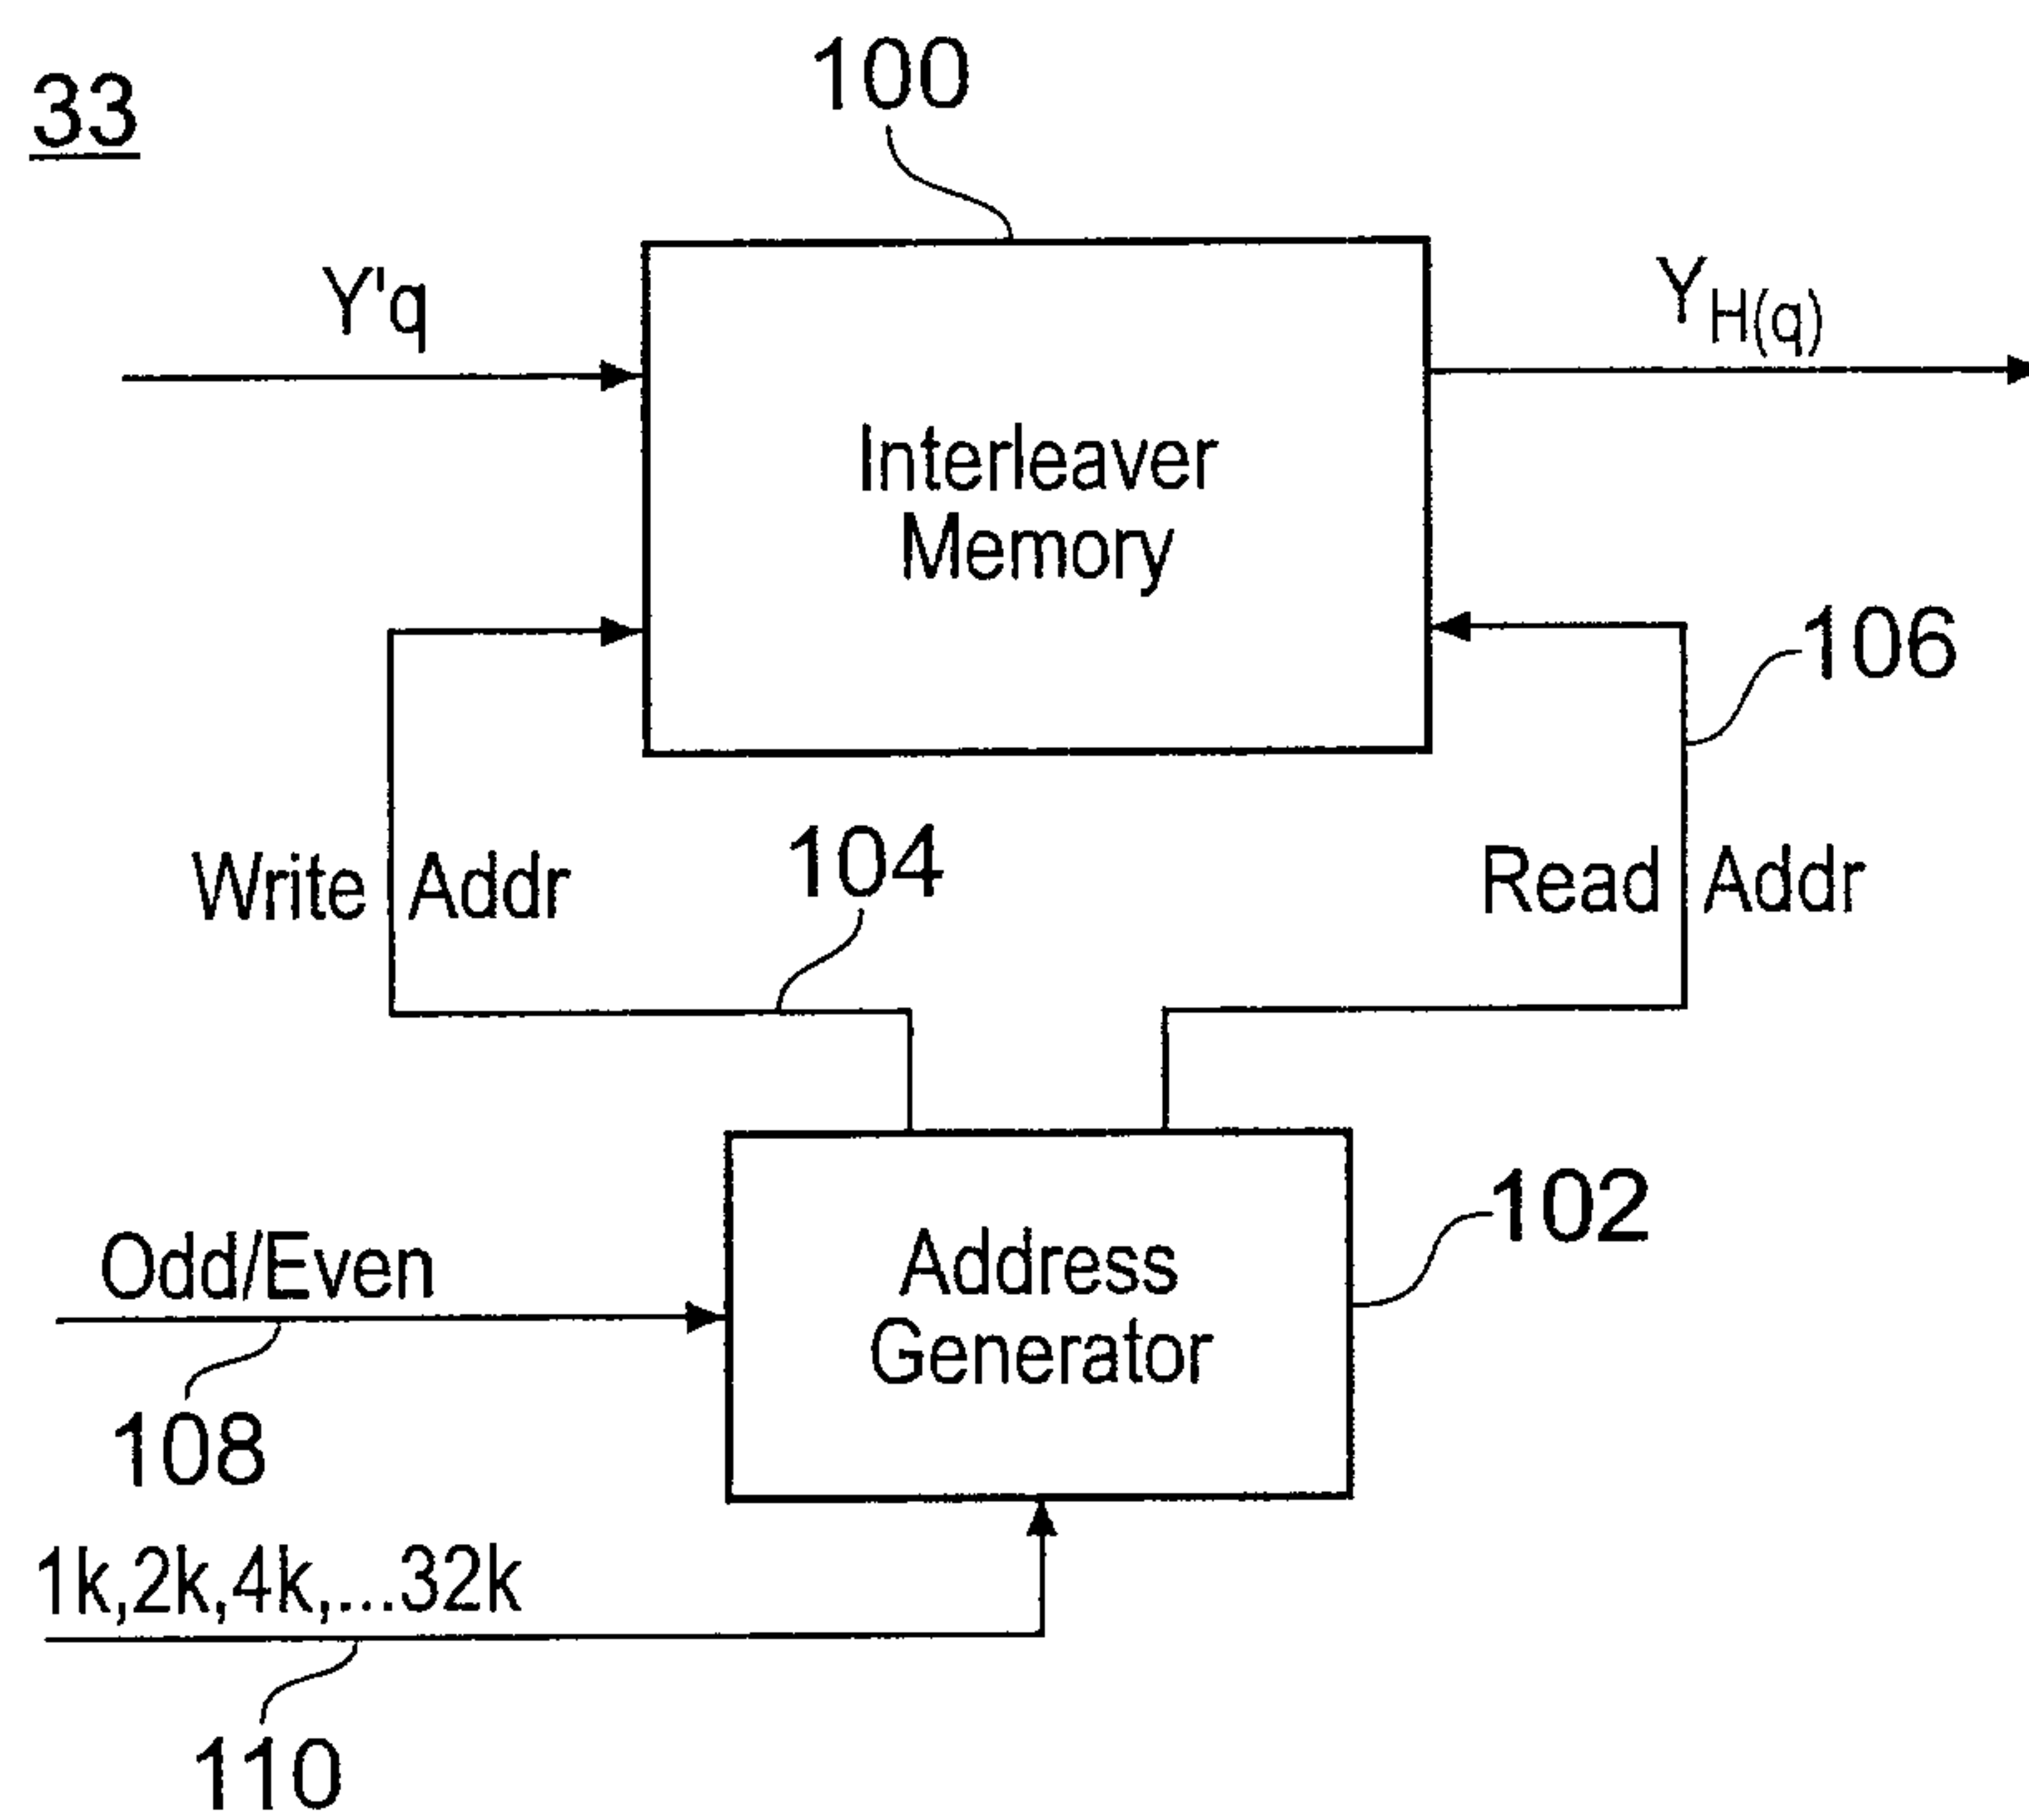 33
100
Y'q
YH(q)
Interleaver
Memory
106
104
Write Addr
Read Addr
102
Odd/Even
Address
Generator
108
1k,2k,4k,...32k
110